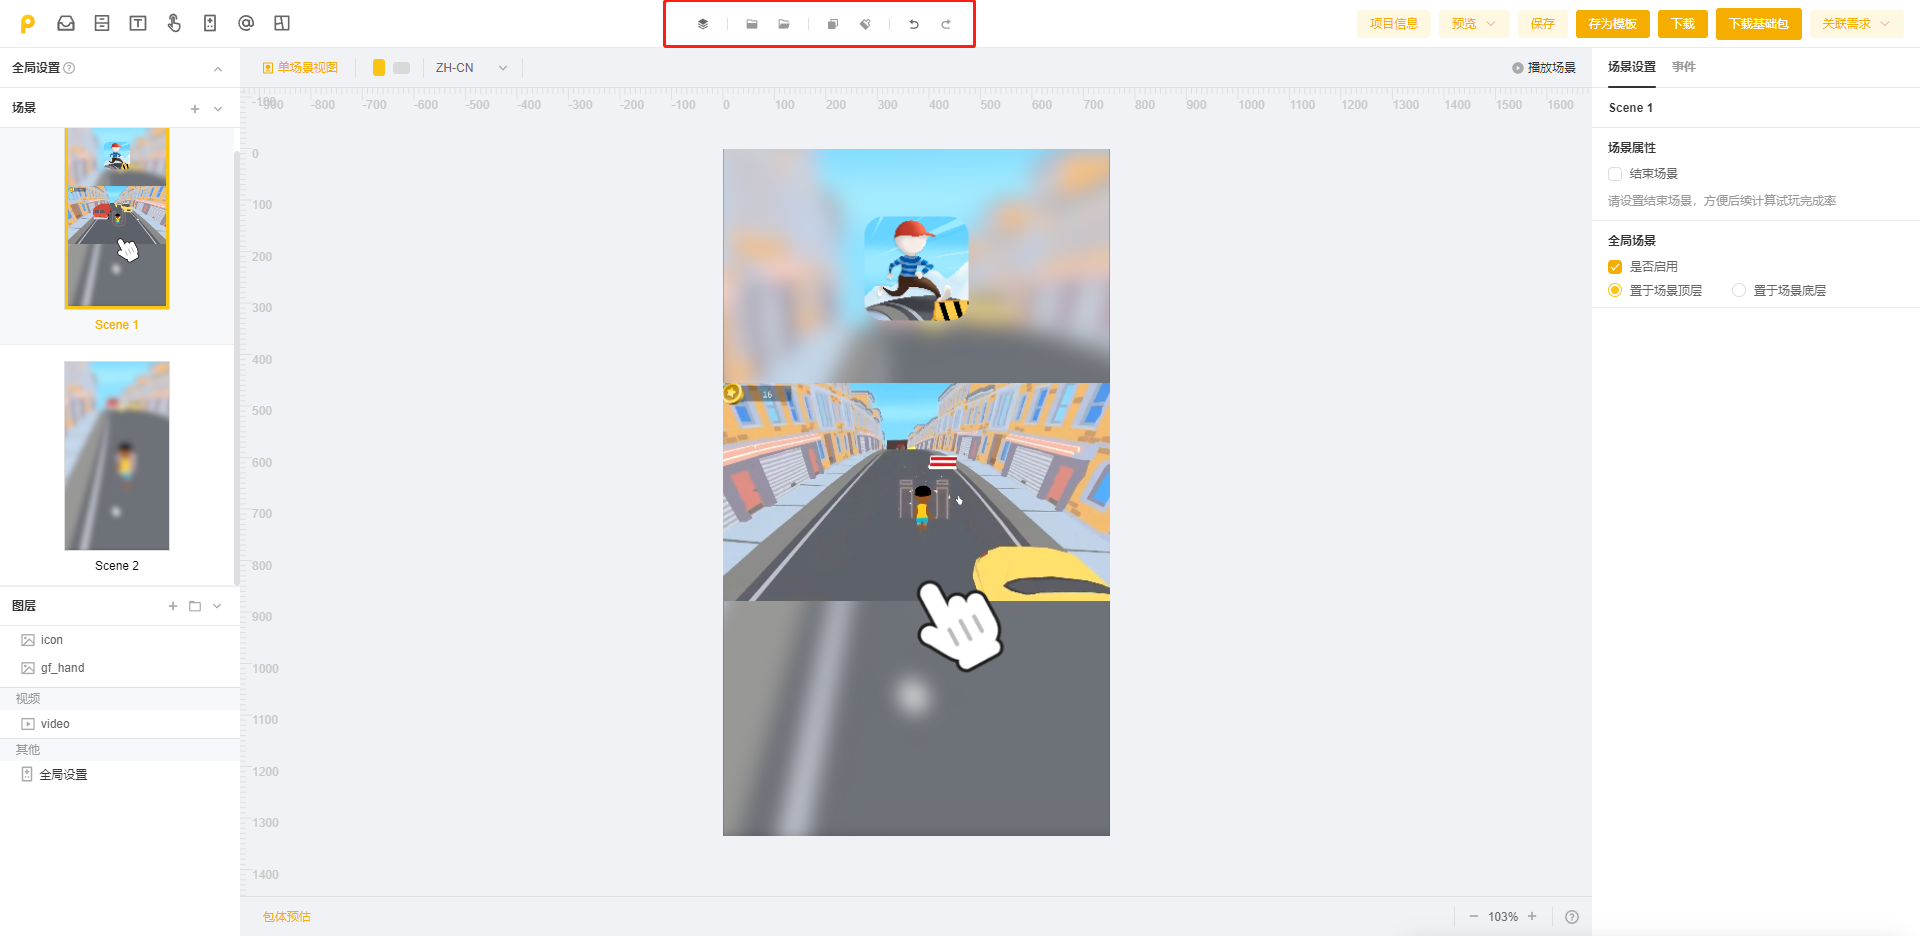 项目信息
预览
保存
存为模板
下载
下载基础包
关联需求
全局设置
单场景视图
ZH-CN
播放场景
场景设置
事件
场景
-100
-900 -800 -700 -600 -500 -400 -300 -200 -100 0 100 200 300 400 500 600 700 800 900 1000 1100 1200 1300 1400 1500 1600
0
100
200
300
400
500
600
700
800
900
1000
1100
1200
1300
1400
Scene 1
Scene 2
16
图层
icon
gf_hand
视频
video
其他
全局设置
Scene 1
场景属性
结束场景
请设置结束场景，方便后续计算试玩完成率
全局场景
是否启用
置于场景顶层
置于场景底层
包体预估
103%